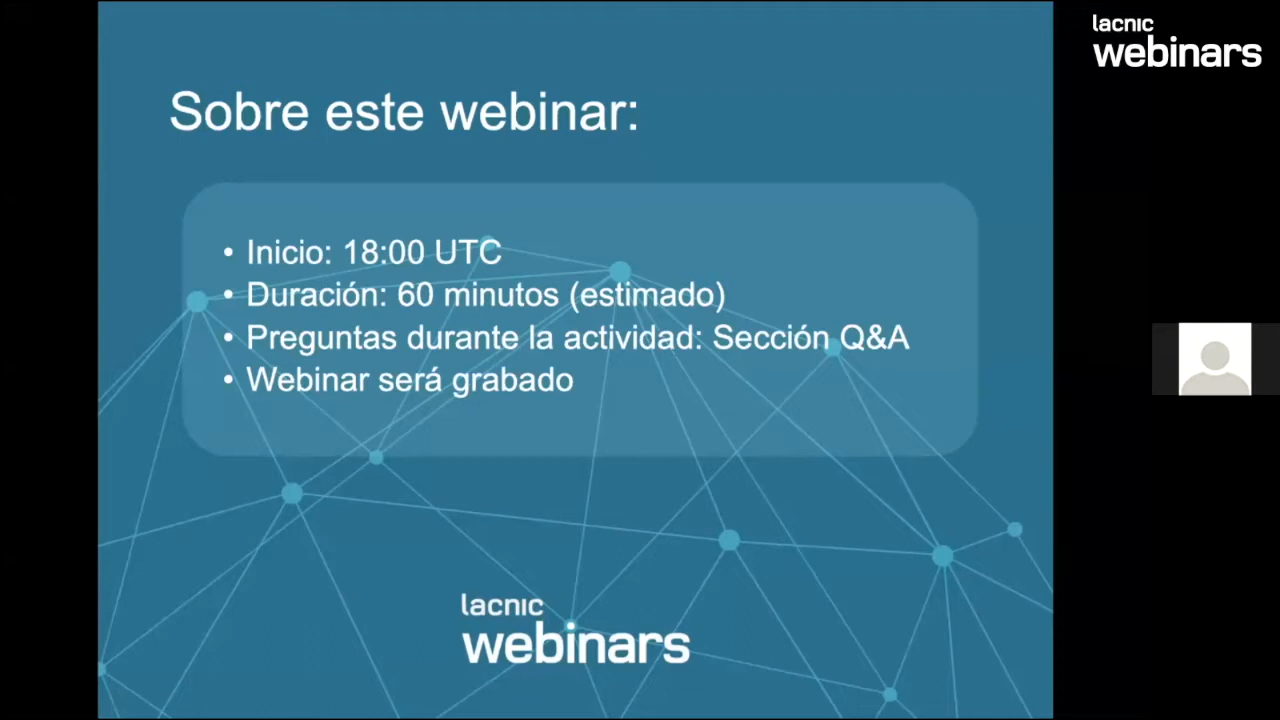 Sobre este webinar:
• Inicio: 18:00 UTC
• Duración: 60 minutos (estimado)
• Preguntas durante la actividad: Sección Q&A
• Webinar será grabado
lacnic
webinars
lacnic
webinars